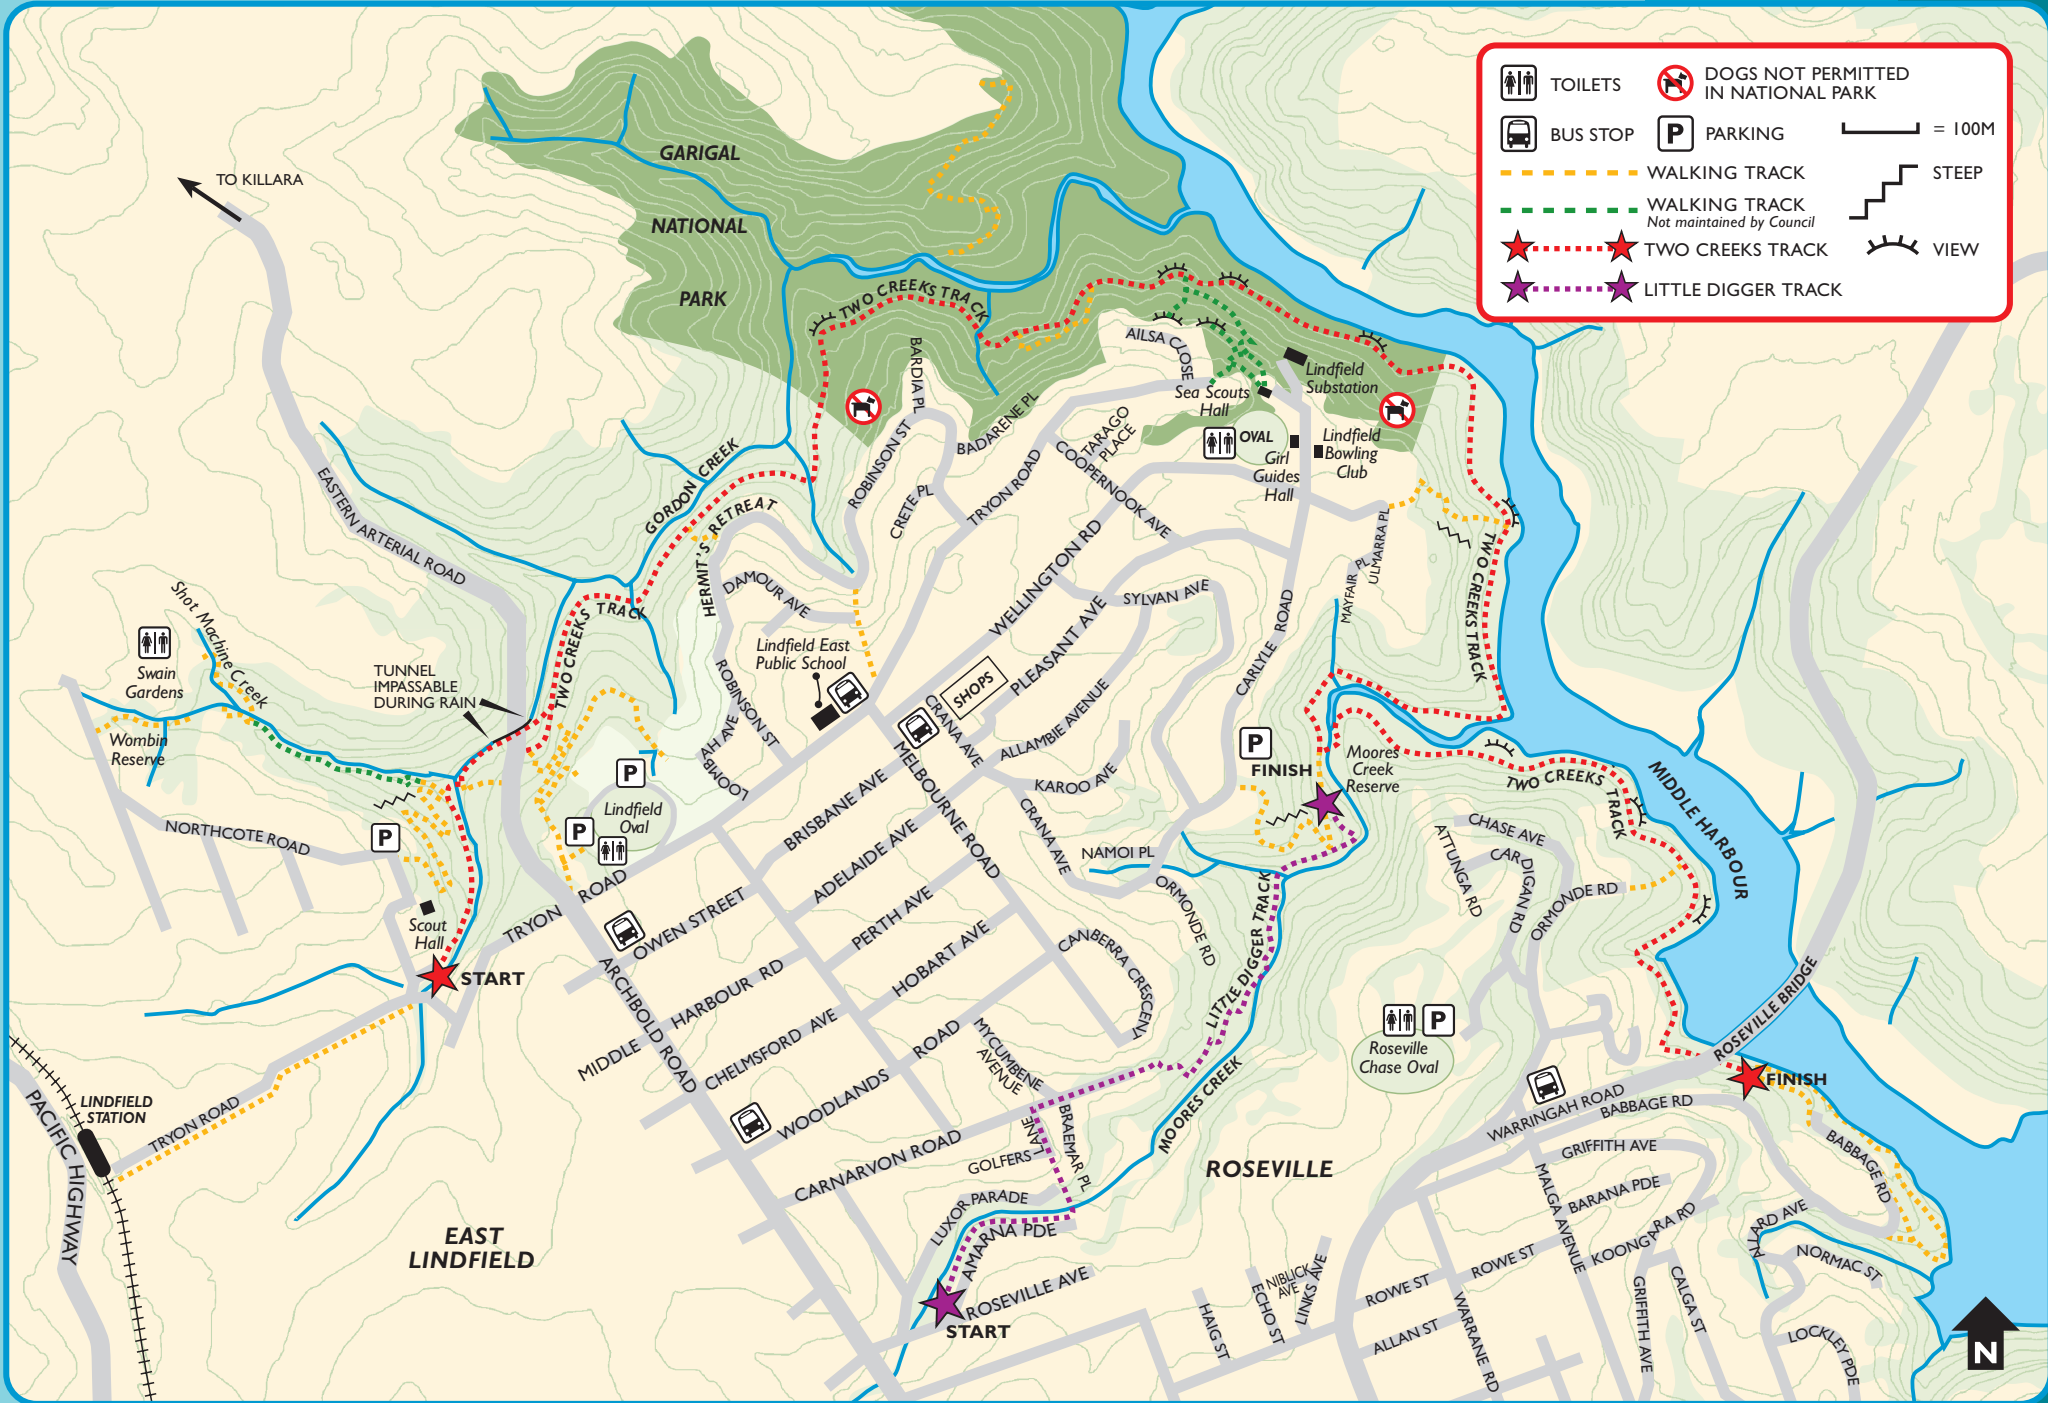 TOILETS
DOGS NOT PERMITTED
IN NATIONAL PARK
BUS STOP
P
PARKING
= 100M
WALKING TRACK
STEEP
WALKING TRACK
Not maintained by Council
TWO CREEKS TRACK
VIEW
LITTLE DIGGER TRACK
GARIGAL
NATIONAL
PARK
TO KILLARA
TWO CREEKS TRACK
BARDIA PL
AILSA CLOSE
Lindfield
Substation
Sea Scouts
Hall
OVAL
Girl
Guides
Hall
Lindfield
Bowling
Club
TARAGO
PLACE
BADARENE PL
ROBINSON ST
CRETE PL
TRYON ROAD
COOPERNOOK AVE
WELLINGTON RD
GORDON CREEK
HERMIT'S RETREAT
EASTERN ARTERIAL ROAD
DAMOUR AVE
SYLVAN AVE
PLEASANT AVE
CARLYLE ROAD
MAYFAIR PL
ULMARRA PL
TWO CREEKS TRACK
Shot Machine Creek
Swain
Gardens
Wombin
Reserve
TUNNEL
IMPASSABLE
DURING RAIN
TWO CREEKS TRACK
Lindfield East
Public School
ROBINSON ST
LOOMBAH AVE
SHOPS
CRANA AVE
ALLAMBIE AVENUE
KAROO AVE
CRANA AVE
MELBOURNE ROAD
P
FINISH
Moores
Creek
Reserve
TWO CREEKS TRACK
MIDDLE HARBOUR
P
Lindfield
Oval
P
NORTHCOTE ROAD
P
Scout
Hall
START
TRYON ROAD
BRISBANE AVE
ADELAIDE AVE
OWEN STREET
PERTH AVE
HOBART AVE
MIDDLE HARBOUR RD
CHELMSFORD AVE
WOODLANDS ROAD
ARCHBOLD ROAD
CANBERRA CRESCENT
MYCUMBENE
AVENUE
NAMOI PL
ORMONDE RD
LITTLE DIGGER TRACK
MOORES CREEK
ATTUNGA RD
CHASE AVE
CARDIGAN RD
ORMONDE RD
P
Roseville
Chase Oval
ROSEVILLE BRIDGE
FINISH
WARRINGAH ROAD
BABBAGE RD
BABBAGE RD
GRIFFITH AVE
BARANA PDE
MALGA AVENUE
KOONGARA RD
ALLARD AVE
NORMAC ST
LOCKLEY PDE
CALGA ST
GRIFFITH AVE
WARRANE RD
ROWE ST
ROWE ST
ALLAN ST
LINKS AVE
NIBLICK
AVE
ECHO ST
HAIG ST
ROSEVILLE
BRAEMAR PL
GOLFERS LANE
CARNARVON ROAD
LUXOR PARADE
AMARNA PDE
ROSEVILLE AVE
START
LINDFIELD
STATION
TRYON ROAD
PACIFIC HIGHWAY
EAST
LINDFIELD
N